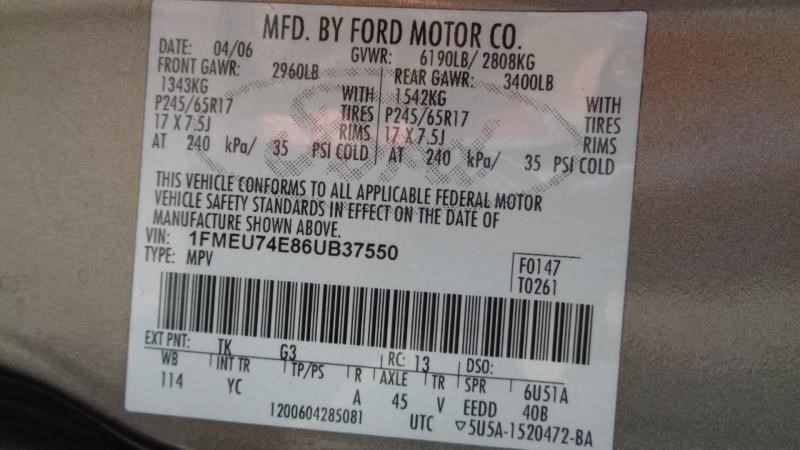 MFD. BY FORD MOTOR CO.
DATE: 04/06 GVWR: 6190LB/ 2808KG
FRONT GAWR: 2960LB REAR GAWR: 3400LB
1343KG WITH 1542KG WITH
P245/65R17 TIRES P245/65R17 TIRES
17 X 7.5J RIMS 17 X 7.5J RIMS
AT 240 kPa/ 35 PSI COLD AT 240 kPa/ 35 PSI COLD
Ford
THIS VEHICLE CONFORMS TO ALL APPLICABLE FEDERAL MOTOR
VEHICLE SAFETY STANDARDS IN EFFECT ON THE DATE OF
MANUFACTURE SHOWN ABOVE.
VIN: 1FMEU74E86UB37550
TYPE: MPV
F0147
T0261
EXT PNT: TK G3 RC: 13 DSO:
WB INT TR TP/PS R AXLE TR SPR 6U51A
114 YC A 45 V EEDD 40B
1200604285081 UTC ▽5U5A-1520472-BA